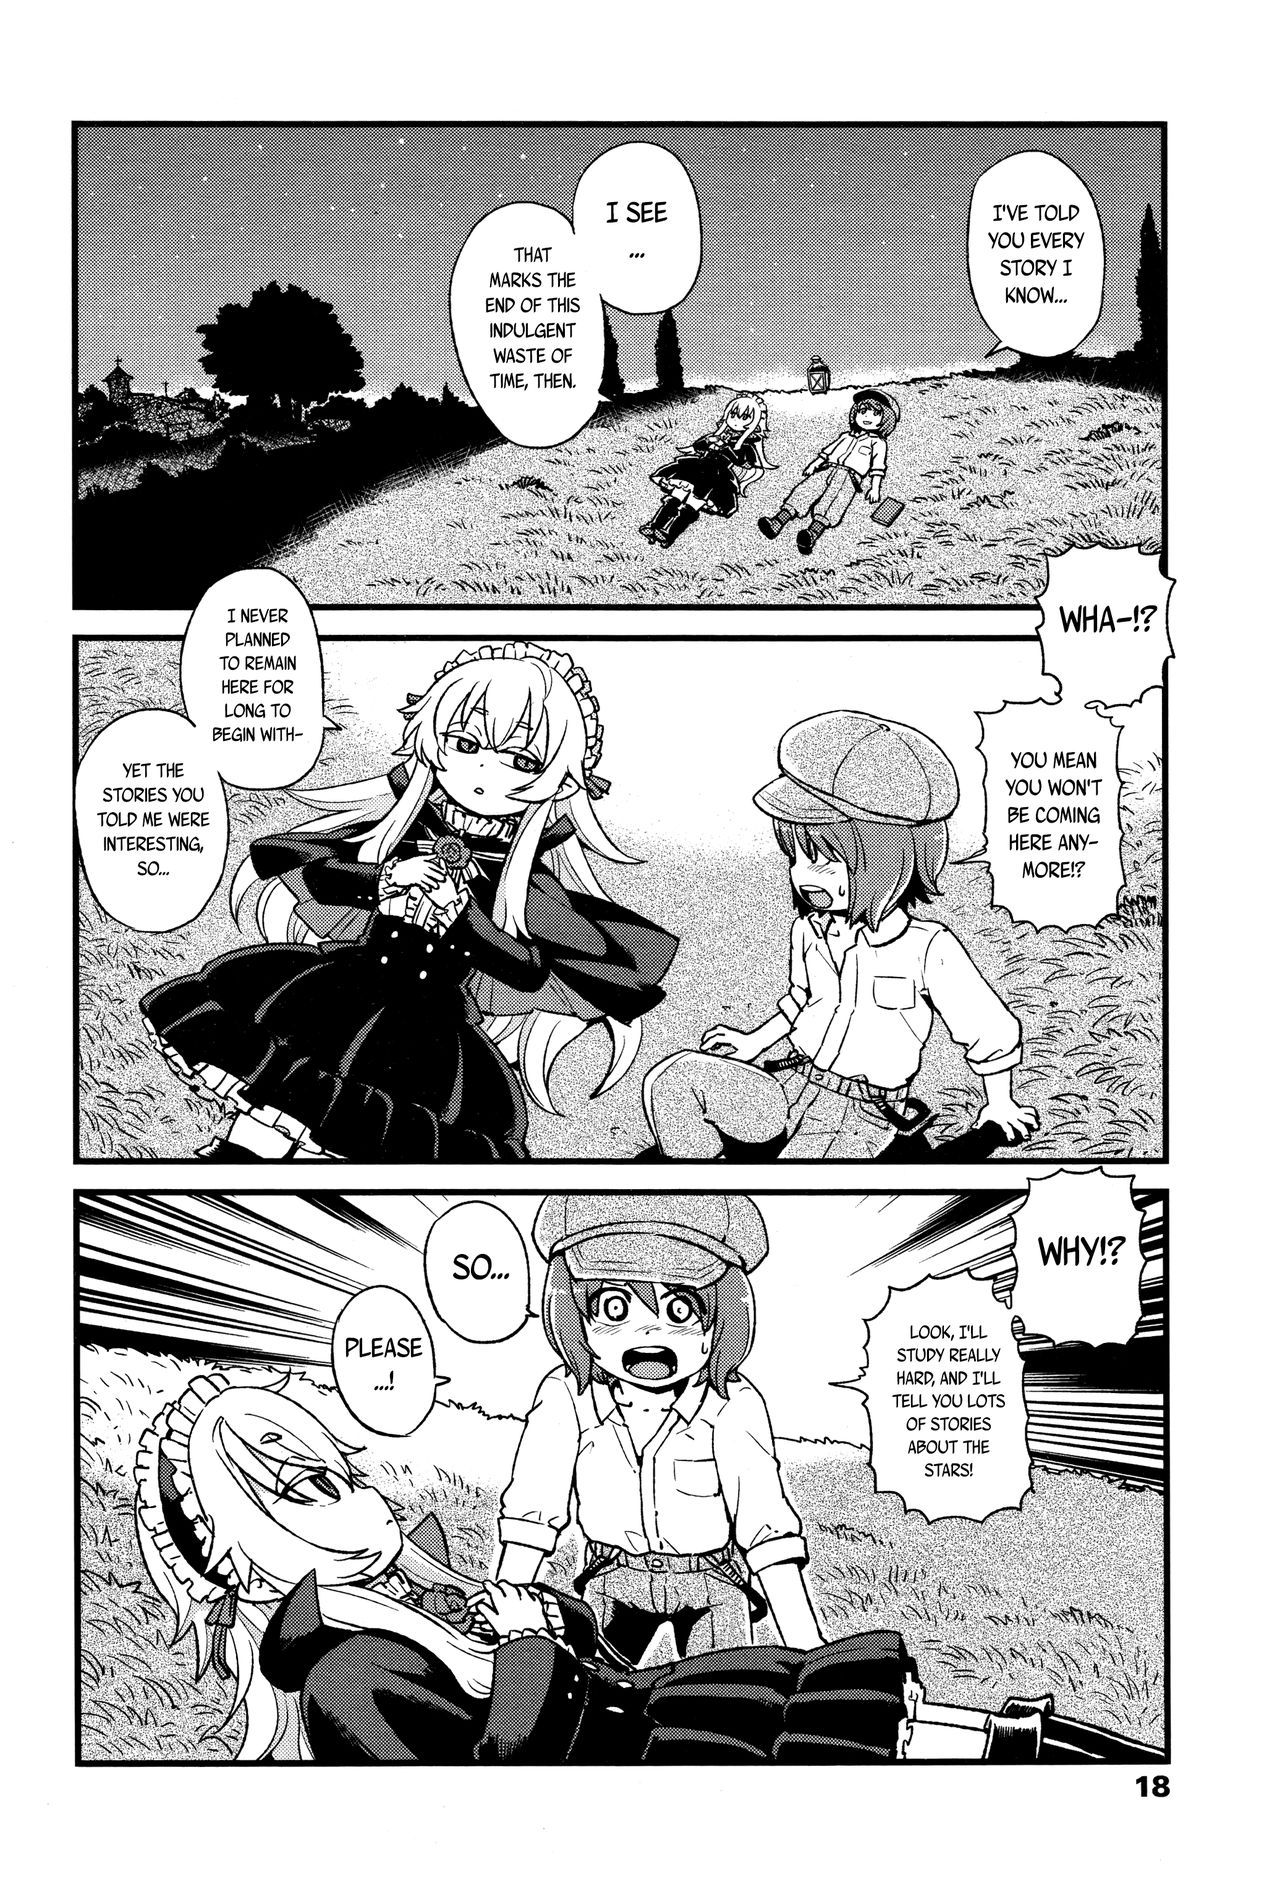 I'VE TOLD
YOU EVERY
STORY I
KNOW...
I SEE
...
THAT
MARKS THE
END OF THIS
INDULGENT
WASTE OF
TIME, THEN.
WHA-!?
YOU MEAN
YOU WON'T
BE COMING
HERE ANY-
MORE!?
I NEVER
PLANNED
TO REMAIN
HERE FOR
LONG TO
BEGIN WITH-
YET THE
STORIES YOU
TOLD ME WERE
INTERESTING,
SO...
WHY!?
LOOK, I'LL
STUDY REALLY
HARD, AND I'LL
TELL YOU LOTS
OF STORIES
ABOUT THE
STARS!
SO...
PLEASE
....!
18